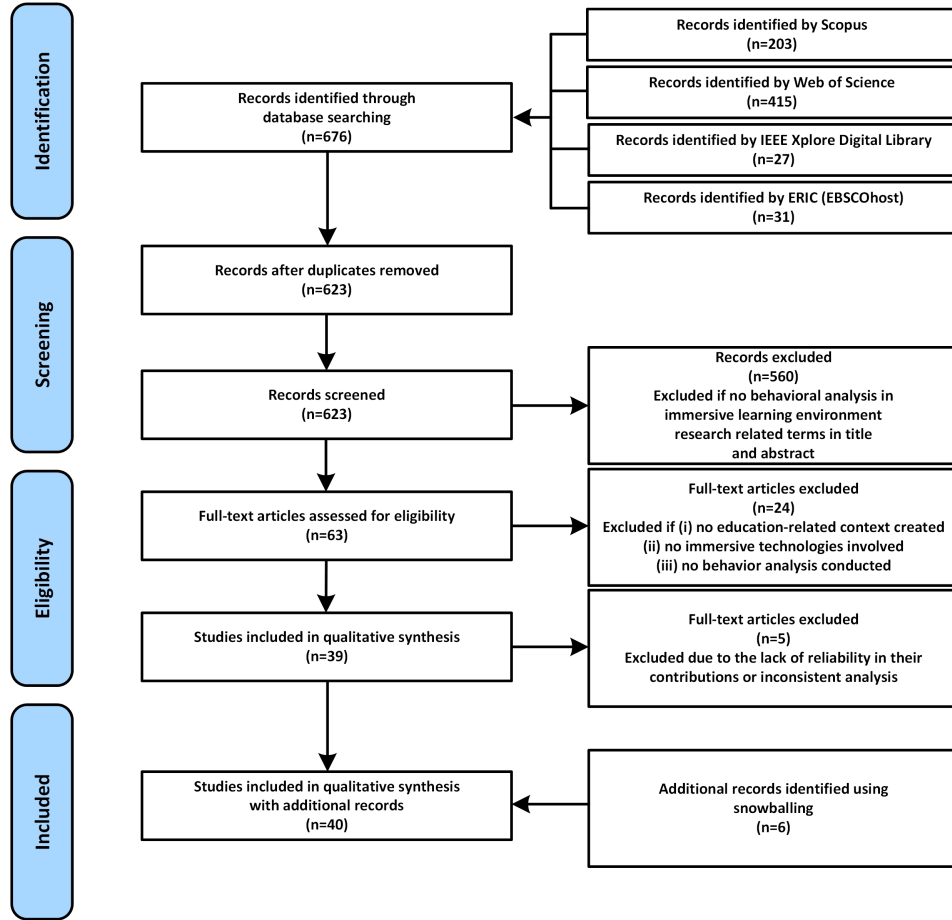 Identification
Records identified through
database searching
(n=676)
Records identified by Scopus
(n=203)
Records identified by Web of Science
(n=415)
Records identified by IEEE Xplore Digital Library
(n=27)
Records identified by ERIC (EBSCOhost)
(n=31)
Screening
Records after duplicates removed
(n=623)
Records screened
(n=623)
Records excluded
(n=560)
Excluded if no behavioral analysis in
immersive learning environment
research related terms in title
and abstract
Eligibility
Full-text articles assessed for eligibility
(n=63)
Full-text articles excluded
(n=24)
Excluded if (i) no education-related context created
(ii) no immersive technologies involved
(iii) no behavior analysis conducted
Studies included in qualitative synthesis
(n=39)
Full-text articles excluded
(n=5)
Excluded due to the lack of reliability in their
contributions or inconsistent analysis
Included
Studies included in qualitative synthesis
with additional records
(n=40)
Additional records identified using
snowballing
(n=6)